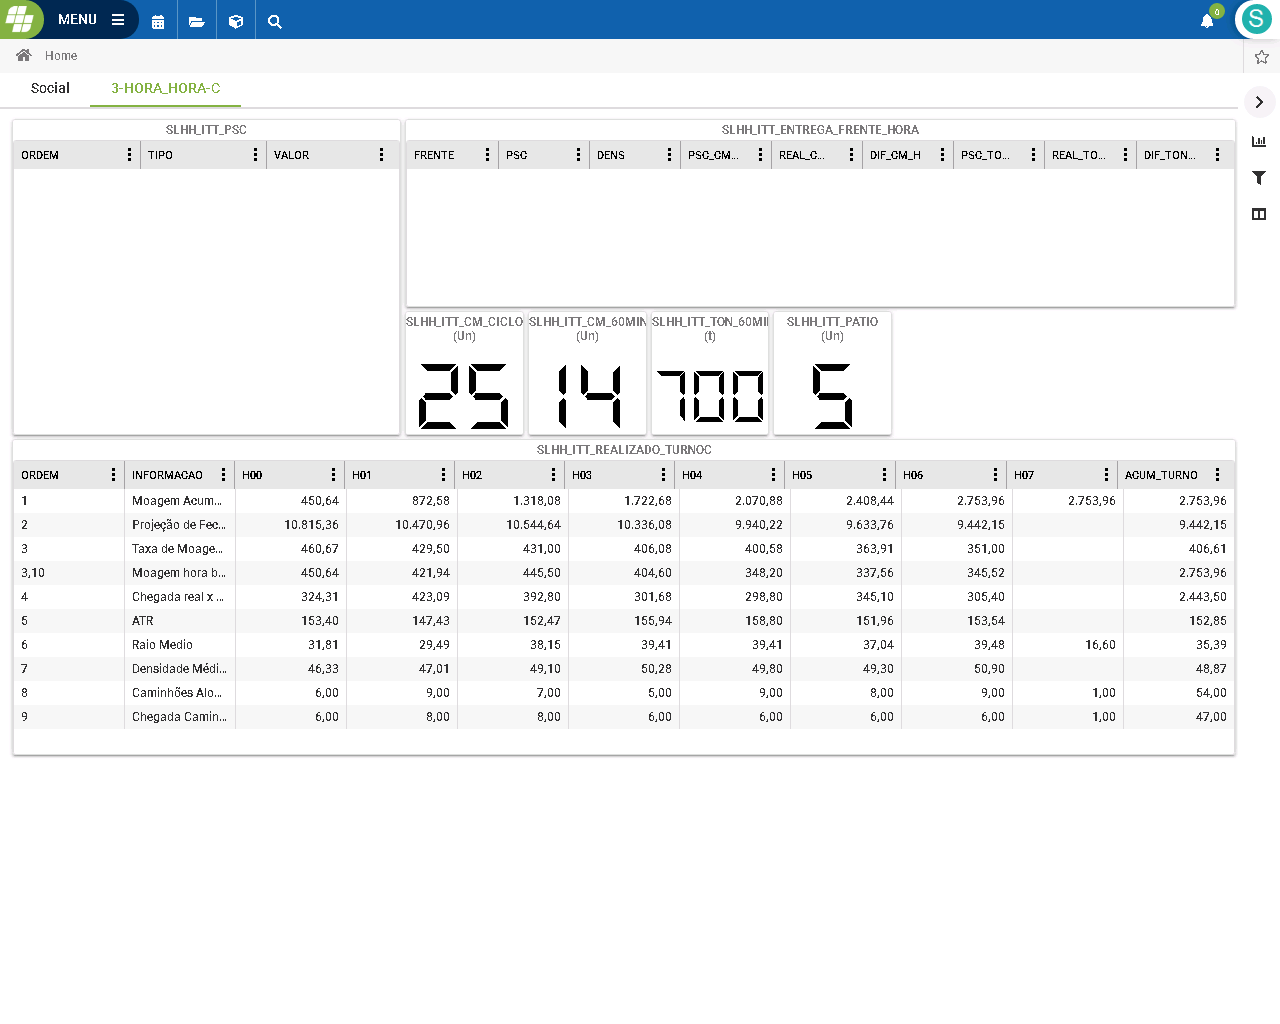 MENU
0
S
Home
Social 3-HORA_HORA-C
SLHH_ITT_PSC
ORDEM TIPO VALOR
SLHH_ITT_ENTREGA_FRENTE_HORA
FRENTE PSC DENS PSC_CM... REAL_C... DIF_CM_H PSC_TO... REAL_TO... DIF_TON...
SLHH_ITT_CM_CICLO
(Un)
25
SLHH_ITT_CM_60MIN
(Un)
14
SLHH_ITT_TON_60MI
(t)
700
SLHH_ITT_PATIO
(Un)
5
SLHH_ITT_REALIZADO_TURNOC
ORDEM INFORMACAO H00 H01 H02 H03 H04 H05 H06 H07 ACUM_TURNO
1 Moagem Acum... 450,64 872,58 1.318,08 1.722,68 2.070,88 2.408,44 2.753,96 2.753,96 2.753,96
2 Projeção de Fec... 10.815,36 10.470,96 10.544,64 10.336,08 9.940,22 9.633,76 9.442,15 9.442,15
3 Taxa de Moage... 460,67 429,50 431,00 406,08 400,58 363,91 351,00 406,61
3,10 Moagem hora b... 450,64 421,94 445,50 404,60 348,20 337,56 345,52 2.753,96
4 Chegada real x ... 324,31 423,09 392,80 301,68 298,80 345,10 305,40 2.443,50
5 ATR 153,40 147,43 152,47 155,94 158,80 151,96 153,54 152,85
6 Raio Medio 31,81 29,49 38,15 39,41 39,41 37,04 39,48 16,60 35,39
7 Densidade Médi... 46,33 47,01 49,10 50,28 49,80 49,30 50,90 48,87
8 Caminhões Alo... 6,00 9,00 7,00 5,00 9,00 8,00 9,00 1,00 54,00
9 Chegada Camin... 6,00 8,00 8,00 6,00 6,00 6,00 6,00 1,00 47,00